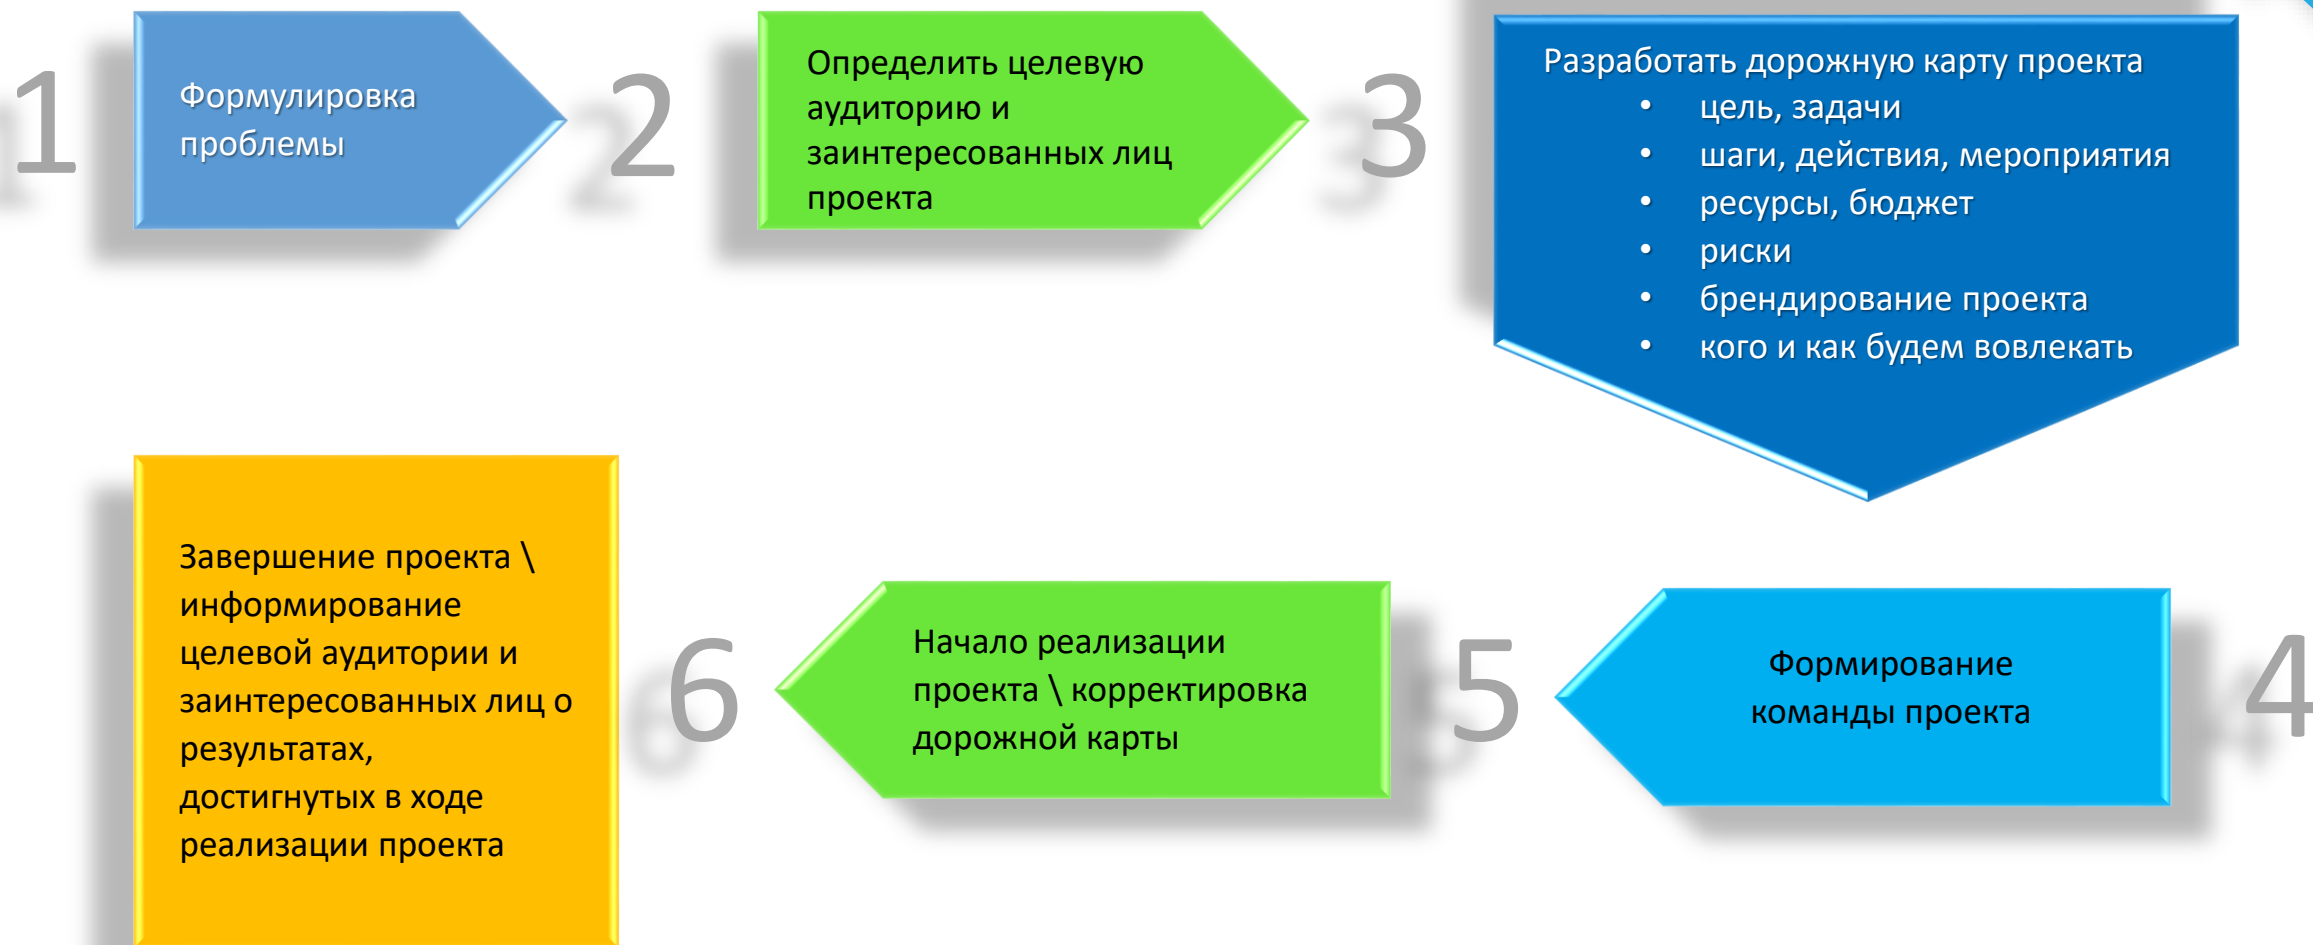 1
Формулировка
проблемы
2
Определить целевую
аудиторию и
заинтересованных лиц
проекта
3
Разработать дорожную карту проекта
• цель, задачи
• шаги, действия, мероприятия
• ресурсы, бюджет
• риски
• брендирование проекта
• кого и как будем вовлекать
4
Формирование
команды проекта
5
Начало реализации
проекта \ корректировка
дорожной карты
6
Завершение проекта \
информирование
целевой аудитории и
заинтересованных лиц о
результатах,
достигнутых в ходе
реализации проекта